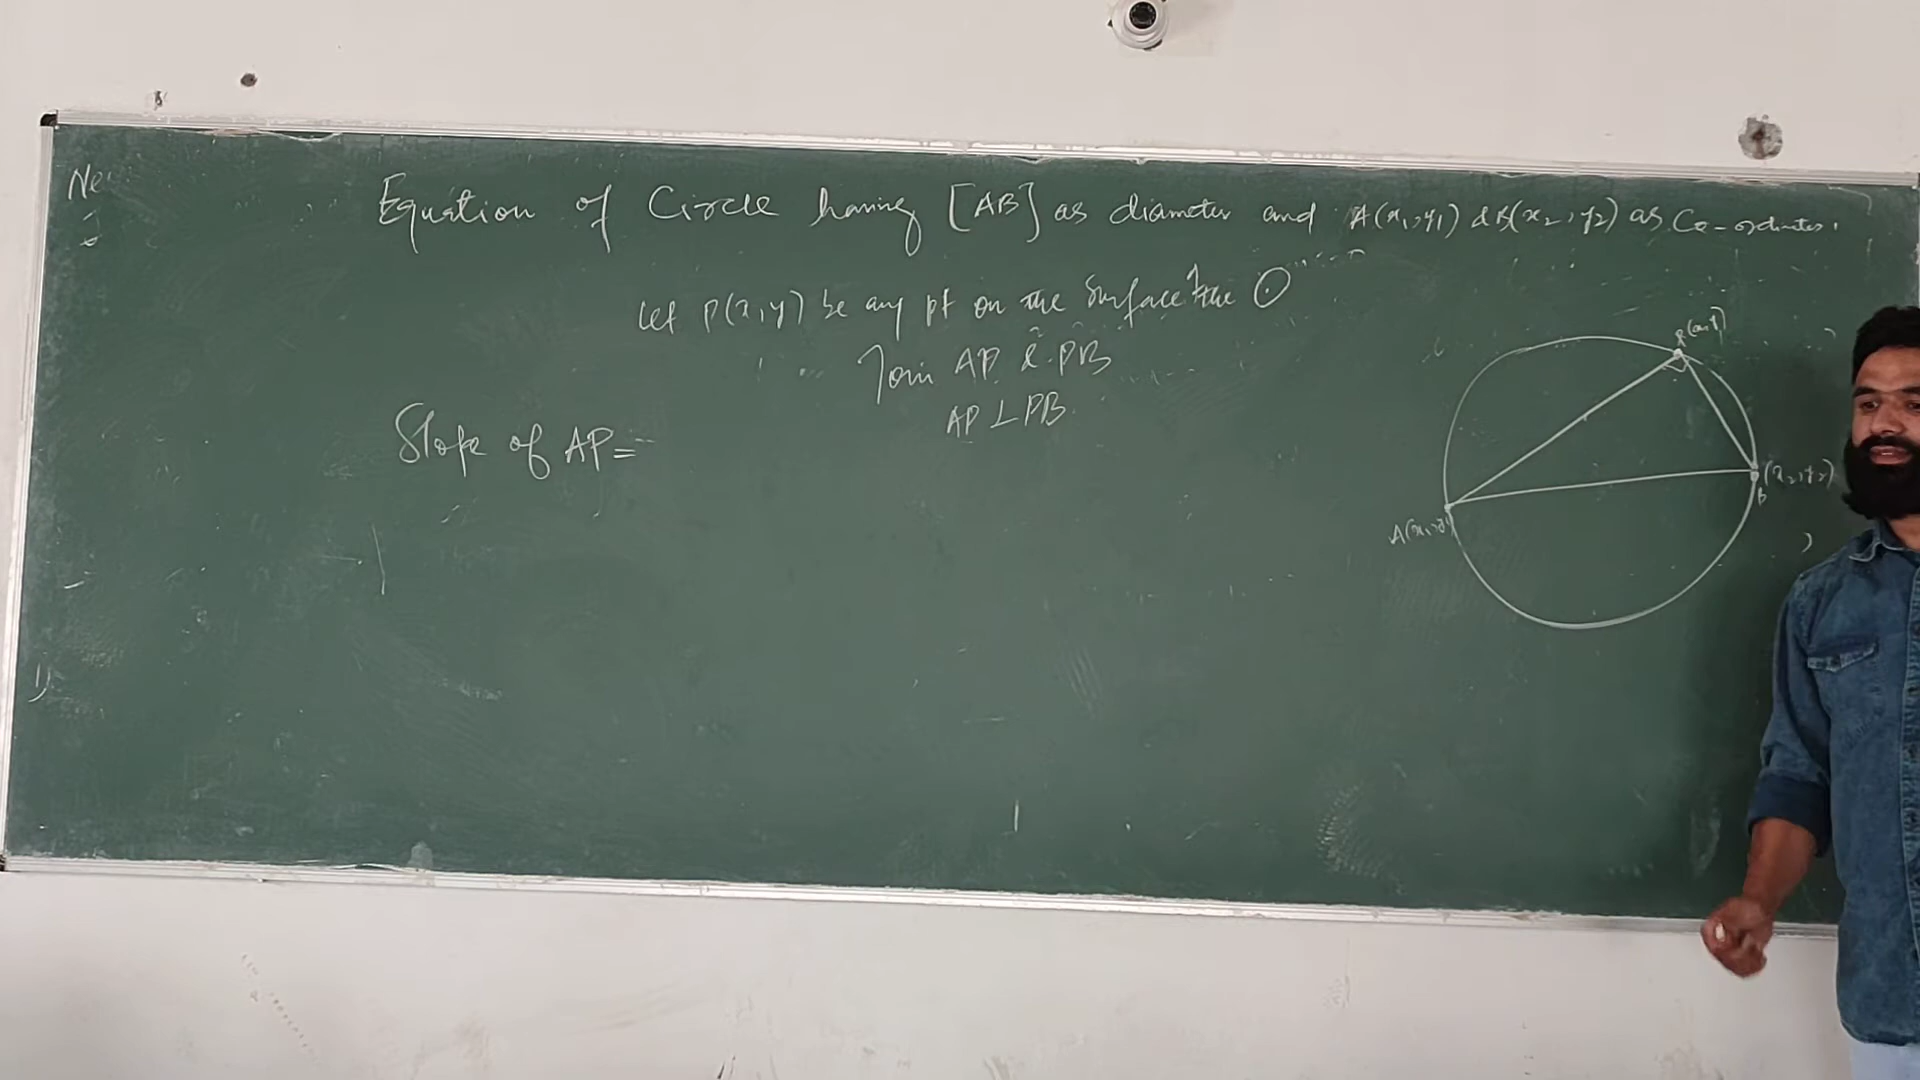 Ne
Equation of Circle having [AB] as diameter and A(x₁,y₁) & B(x₂,y₂) as Co-ordinates.
Let P(x,y) be any pt on the Surface of the ⊙
Join AP & PB
AP ⊥ PB
Slope of AP =
(x,y)
(x₂,y₂)
B
A(x₁,y₁